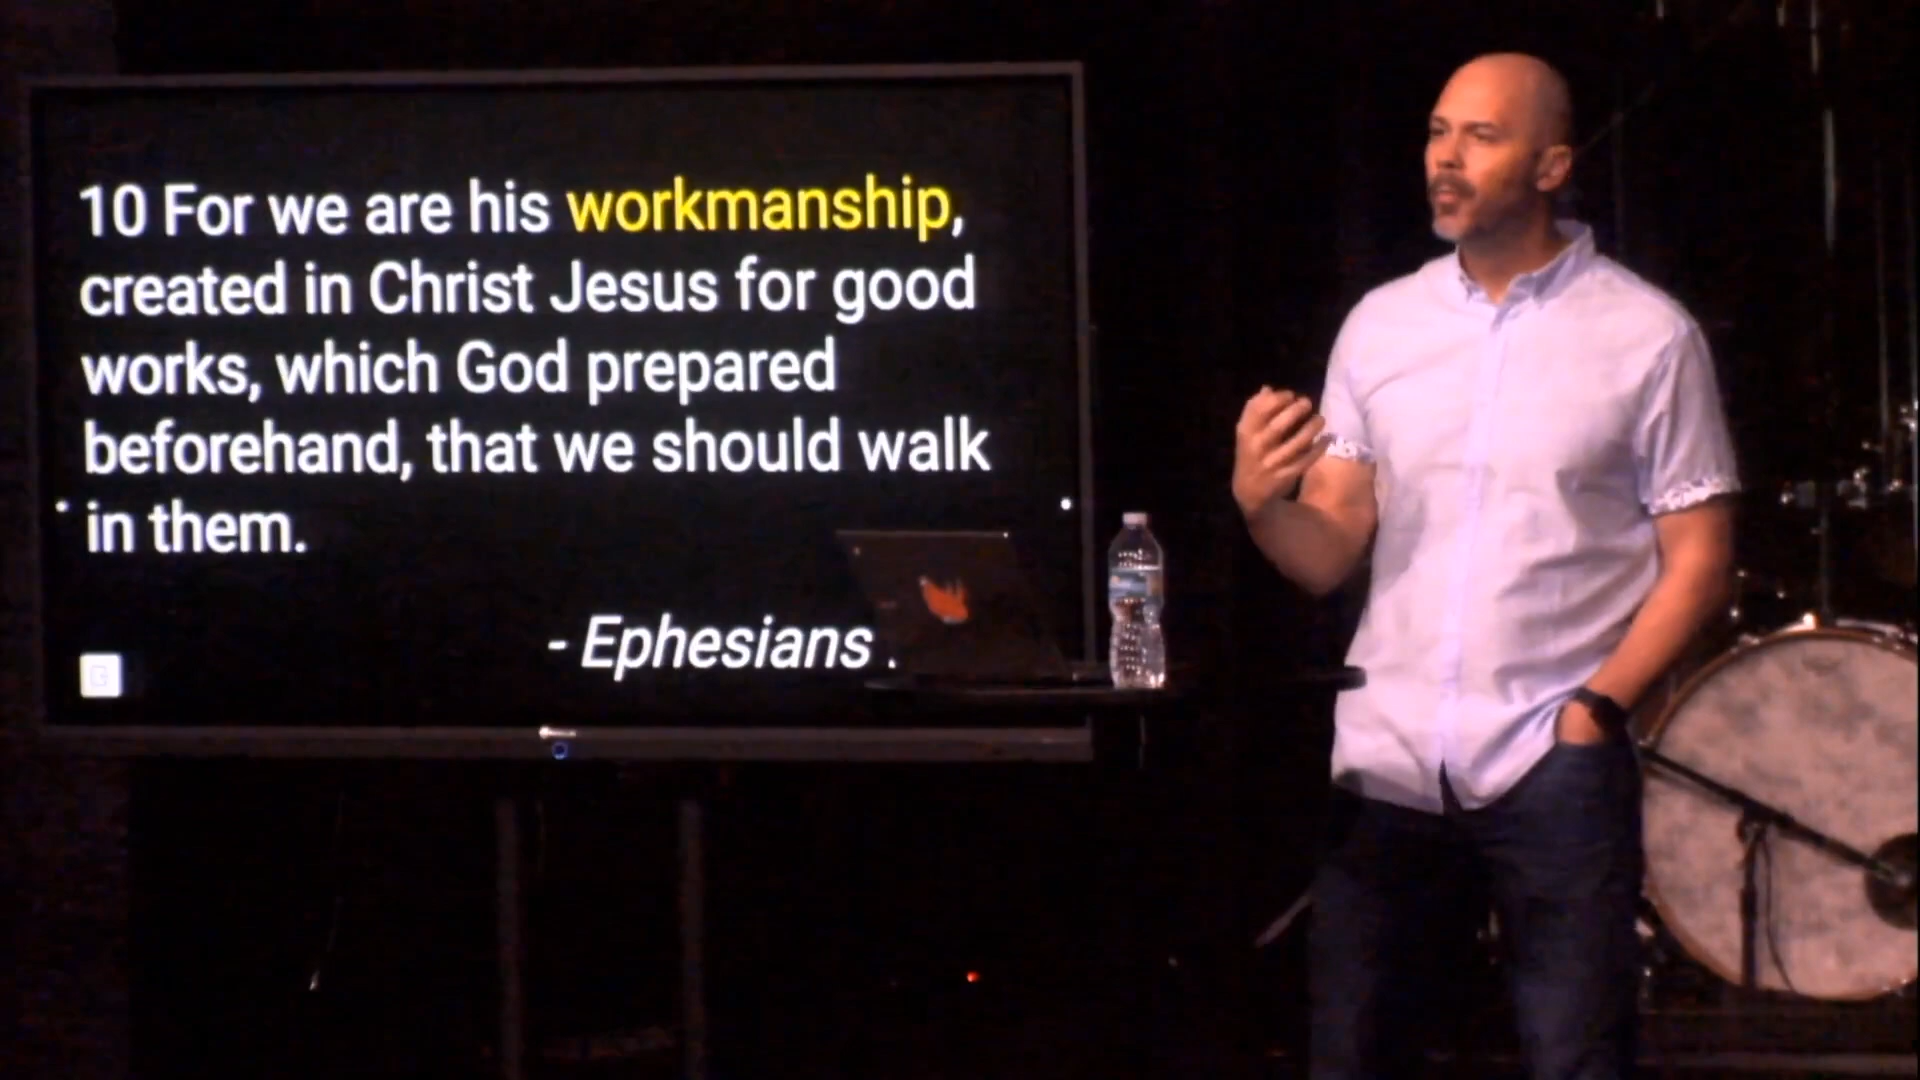 10 For we are his workmanship,
created in Christ Jesus for good
works, which God prepared
beforehand, that we should walk
in them.
- Ephesians